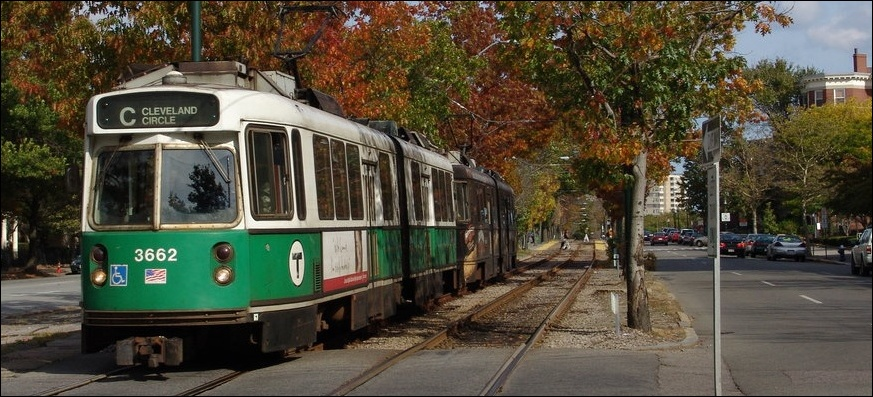 C CLEVELAND
CIRCLE
3662
T